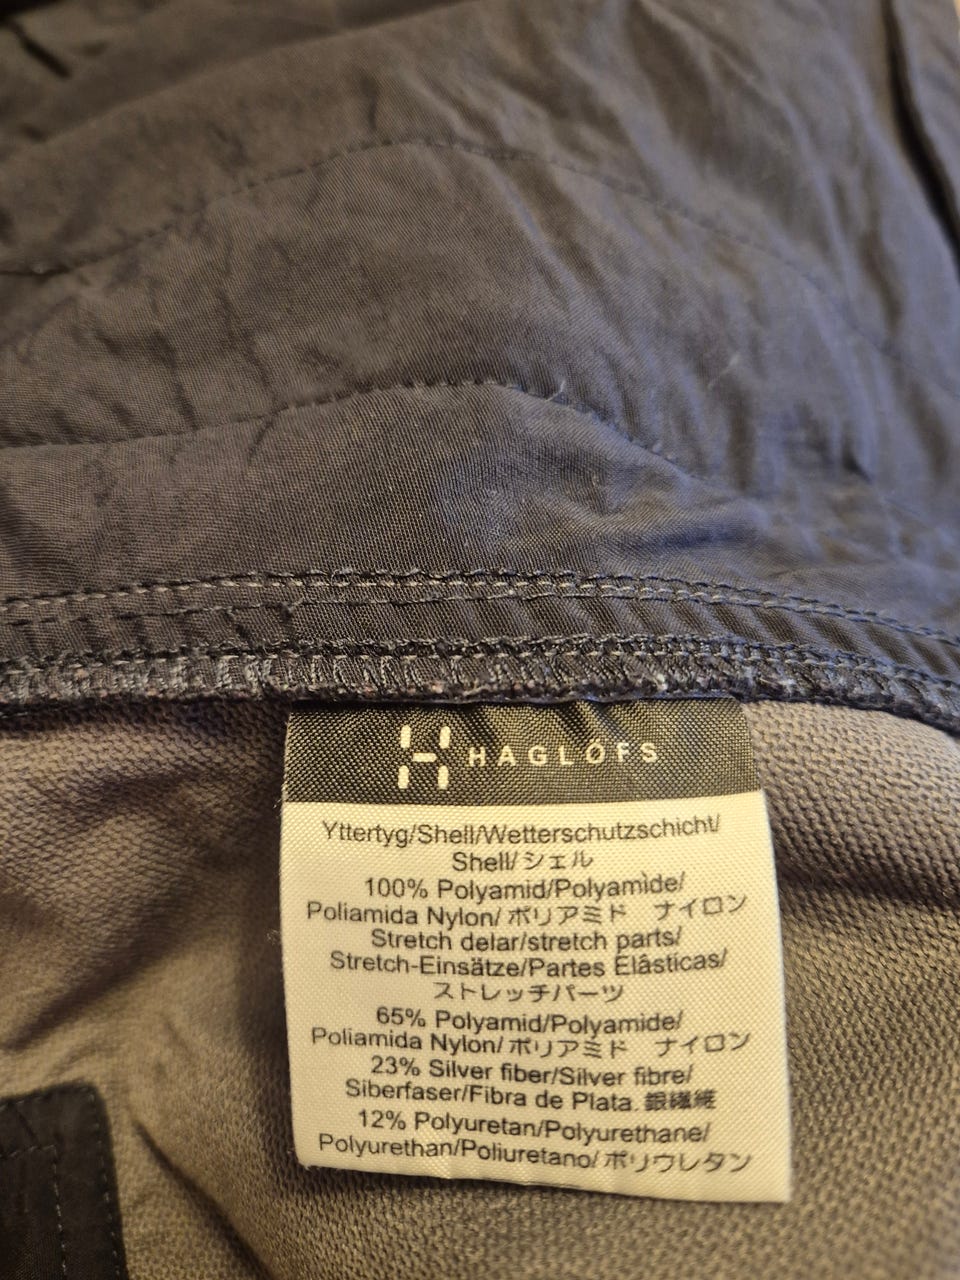 HAGLÖFS
Yttertyg/Shell/Wetterschutzschicht/
Shell/シェル
100% Polyamid/Polyamide/
Poliamida Nylon/ポリアミド ナイロン
Stretch delar/stretch parts/
Stretch-Einsätze/Partes Elásticas/
ストレッチパーツ
65% Polyamid/Polyamide/
Poliamida Nylon/ポリアミド ナイロン
23% Silver fiber/Silver fibre/
Siberfaser/Fibra de Plata.銀繊維
12% Polyuretan/Polyurethane/
Polyurethan/Poliuretano/ポリウレタン